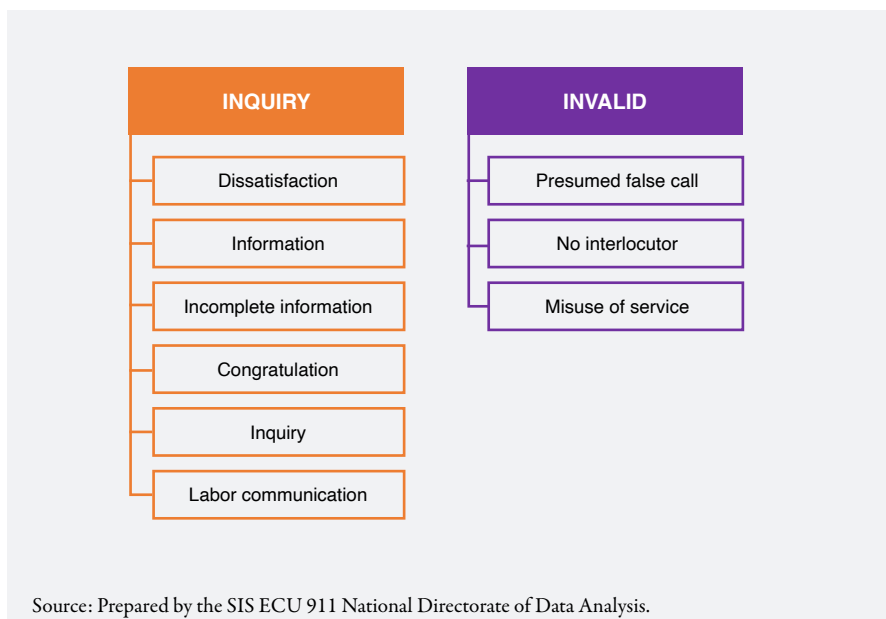 INQUIRY
Dissatisfaction
Information
Incomplete information
Congratulation
Inquiry
Labor communication
INVALID
Presumed false call
No interlocutor
Misuse of service
Source: Prepared by the SIS ECU 911 National Directorate of Data Analysis.